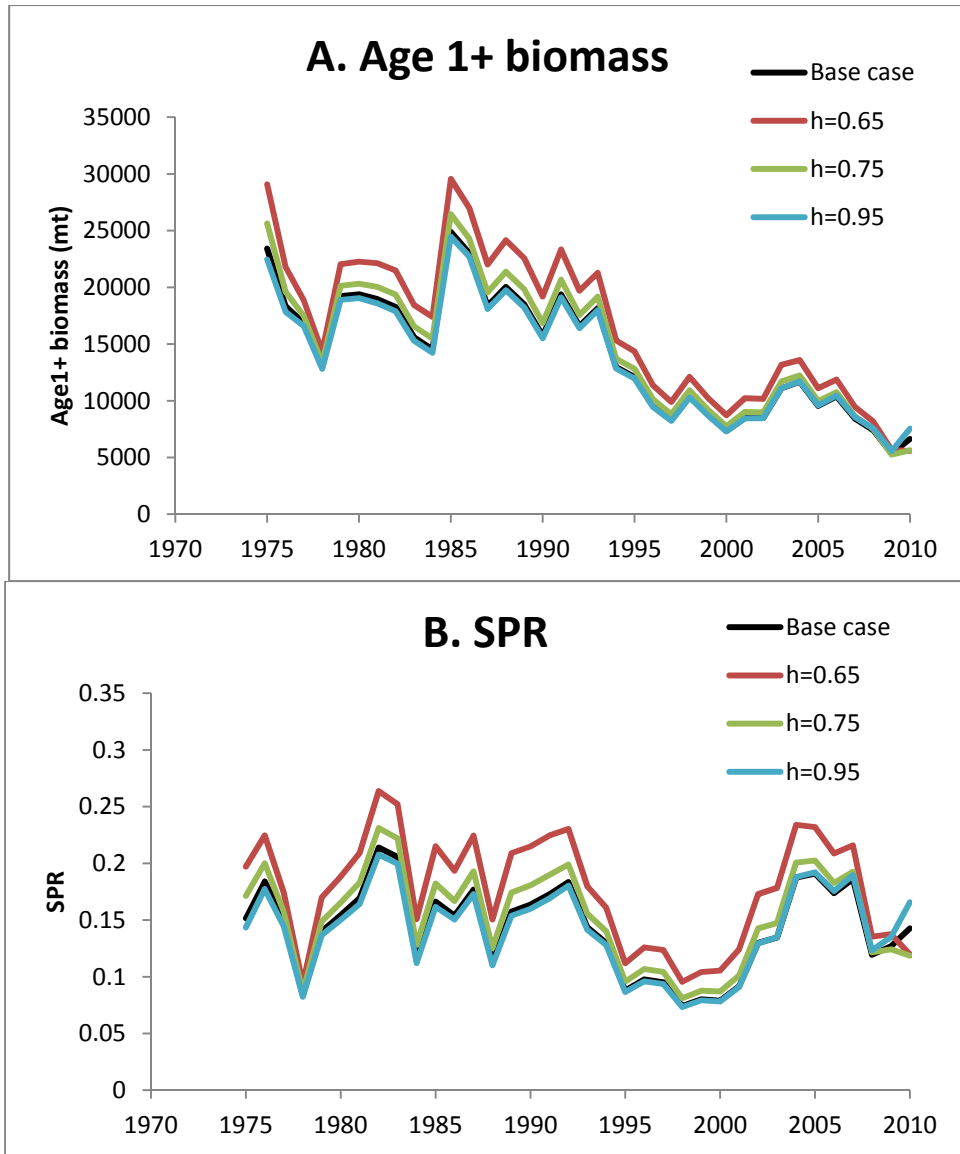 A. Age 1+ biomass
Base case
h=0.65
h=0.75
h=0.95
Age1+ biomass (mt)
35000
30000
25000
20000
15000
10000
5000
0
1970 1975 1980 1985 1990 1995 2000 2005 2010
B. SPR
Base case
h=0.65
h=0.75
h=0.95
SPR
0.35
0.3
0.25
0.2
0.15
0.1
0.05
0
1970 1975 1980 1985 1990 1995 2000 2005 2010